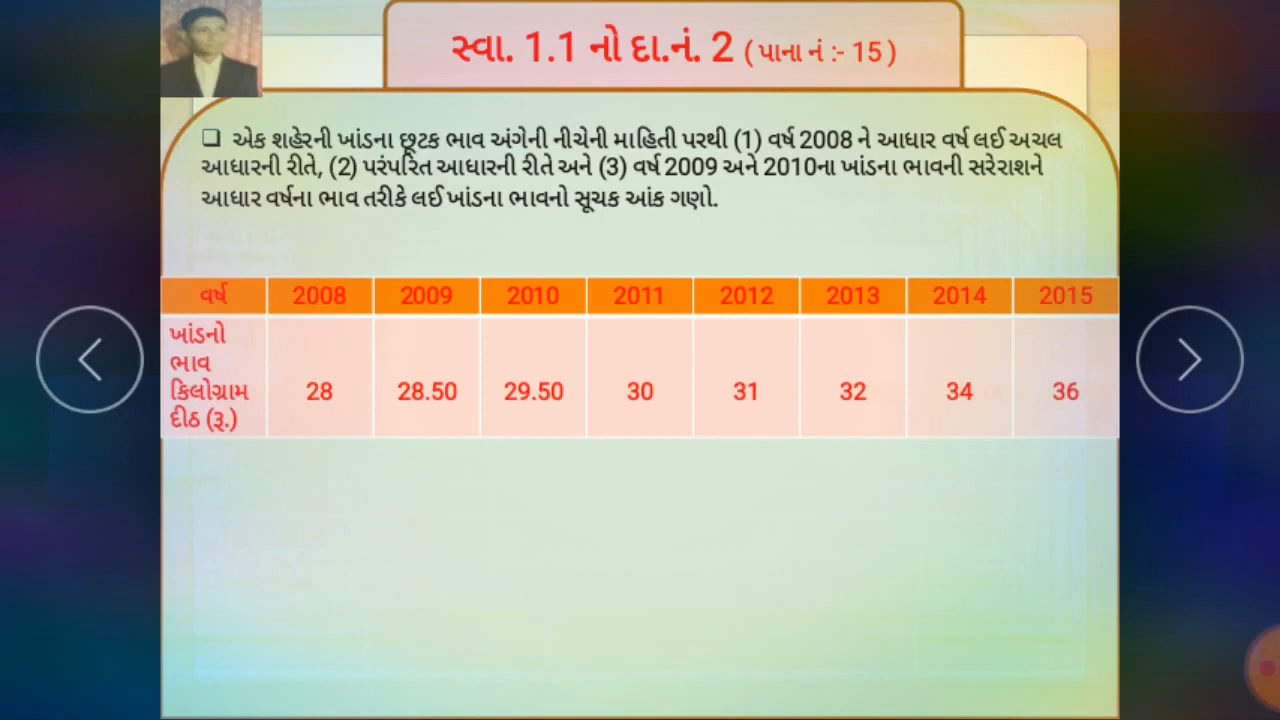 સ્વા. 1.1 નો દા.નં. 2 ( પાના નં :- 15 )
❑ એક શહેરની ખાંડના છૂટક ભાવ અંગેની નીચેની માહિતી પરથી (1) વર્ષ 2008 ને આધાર વર્ષ લઈ અચલ
આધારની રીતે, (2) પરંપરિત આધારની રીતે અને (3) વર્ષ 2009 અને 2010ના ખાંડના ભાવની સરેરાશને
આધાર વર્ષના ભાવ તરીકે લઈ ખાંડના ભાવનો સૂચક આંક ગણો.
વર્ષ 2008 2009 2010 2011 2012 2013 2014 2015
ખાંડનો
ભાવ
કિલોગ્રામ 28 28.50 29.50 30 31 32 34 36
દીઠ (રૂ.)